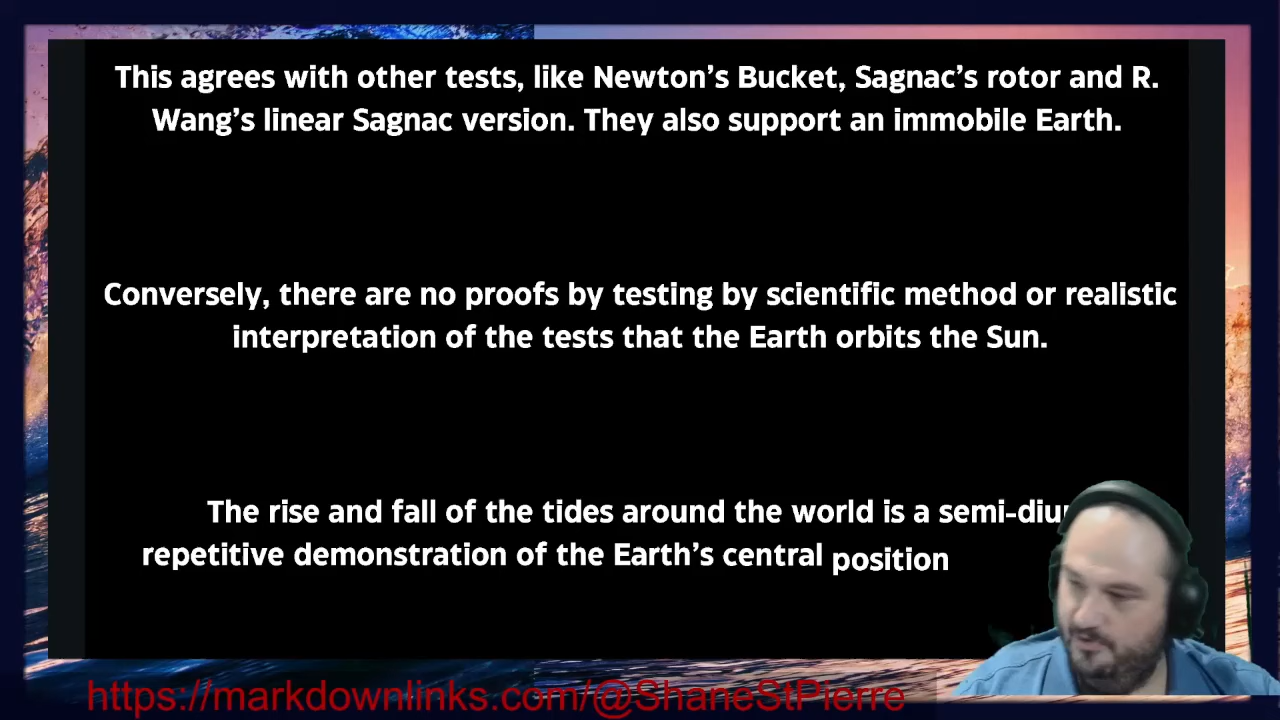 This agrees with other tests, like Newton's Bucket, Sagnac's rotor and R.
Wang's linear Sagnac version. They also support an immobile Earth.
Conversely, there are no proofs by testing by scientific method or realistic
interpretation of the tests that the Earth orbits the Sun.
The rise and fall of the tides around the world is a
repetitive demonstration of the Earth's central position
https://markdownlinks.com/@ShaneStPierre